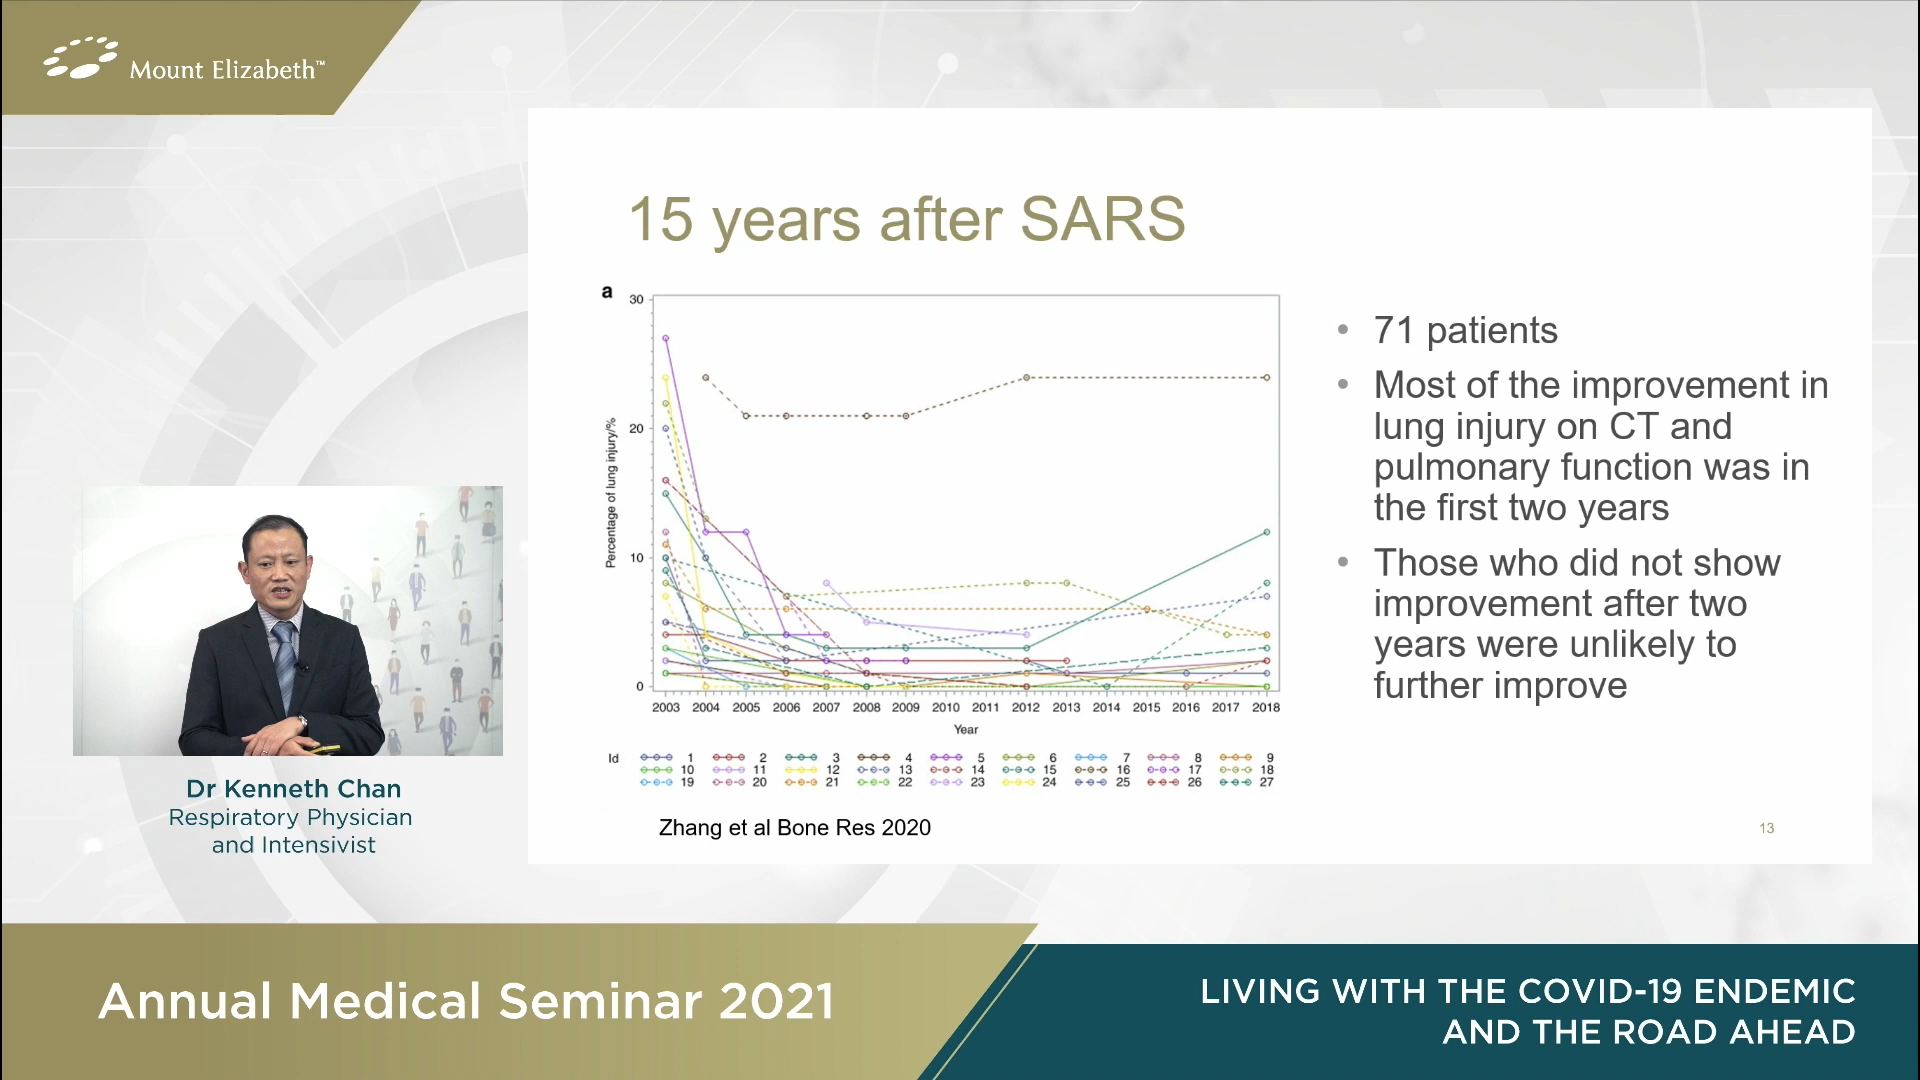 Mount Elizabeth™
15 years after SARS
a
30
20
10
0
Percentage of lung injury/%
2003 2004 2005 2006 2007 2008 2009 2010 2011 2012 2013 2014 2015 2016 2017 2018
Year
Id 1 2 3 4 5 6 7 8 9
10 11 12 13 14 15 16 17 18
19 20 21 22 23 24 25 26 27
Zhang et al Bone Res 2020
• 71 patients
• Most of the improvement in
lung injury on CT and
pulmonary function was in
the first two years
• Those who did not show
improvement after two
years were unlikely to
further improve
13
Dr Kenneth Chan
Respiratory Physician
and Intensivist
Annual Medical Seminar 2021
LIVING WITH THE COVID-19 ENDEMIC
AND THE ROAD AHEAD